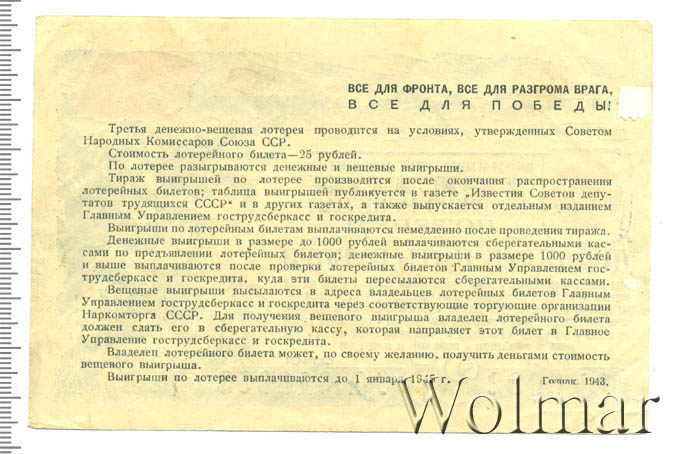 ВСЕ ДЛЯ ФРОНТА, ВСЕ ДЛЯ РАЗГРОМА ВРАГА,
ВСЕ ДЛЯ ПОБЕДЫ!
Третья денежно-вещевая лотерея проводится на условиях, утвержденных Советом
Народных Комиссаров Союза ССР.
Стоимость лотерейного билета—25 рублей.
По лотерее разыгрываются денежные и вещевые выигрыши.
Тираж выигрышей по лотерее производится после окончания распространения
лотерейных билетов; таблица выигрышей публикуется в газете „Известия Советов депу-
татов трудящихся СССР" и в других газетах, а также выпускается отдельным изданием
Главным Управлением гострудсберкасс и госкредита.
Выигрыши по лотерейным билетам выплачиваются немедленно после проведения тиража.
Денежные выигрыши в размере до 1000 рублей выплачиваются сберегательными кас-
сами по предъявлении лотерейных билетов; денежные выигрыши в размере 1000 рублей
и выше выплачиваются после проверки лотерейных билетов Главным Управлением гос-
трудсберкасс и госкредита, куда эти билеты пересылаются сберегательными кассами.
Вещевые выигрыши высылаются в адреса владельцев лотерейных билетов Главным
Управлением гострудсберкасс и госкредита через соответствующие торгующие организации
Наркомторга СССР. Для получения вещевого выигрыша владелец лотерейного билета
должен сдать его в сберегательную кассу, которая направляет этот билет в Главное
Управление гострудсберкасс и госкредита.
Владелец лотерейного билета может, по своему желанию, получить деньгами стоимость
вещевого выигрыша.
Выигрыши по лотерее выплачиваются до 1 января 1945 г. Гознак. 1943.
Wolmar